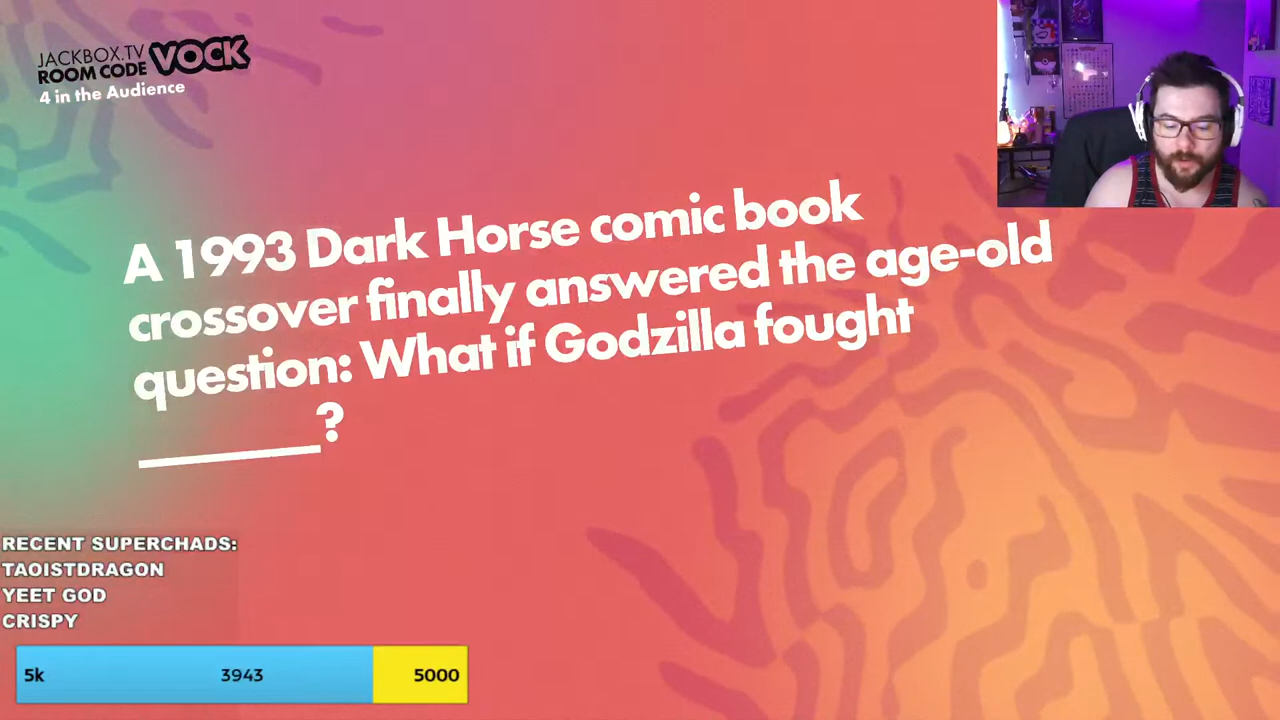 JACKBOX.TV
ROOM CODE VOCK
4 in the Audience
A 1993 Dark Horse comic book
crossover finally answered the age-old
question: What if Godzilla fought
______?
RECENT SUPERCHADS:
TAOISTDRAGON
YEET GOD
CRISPY
5k 3943 5000